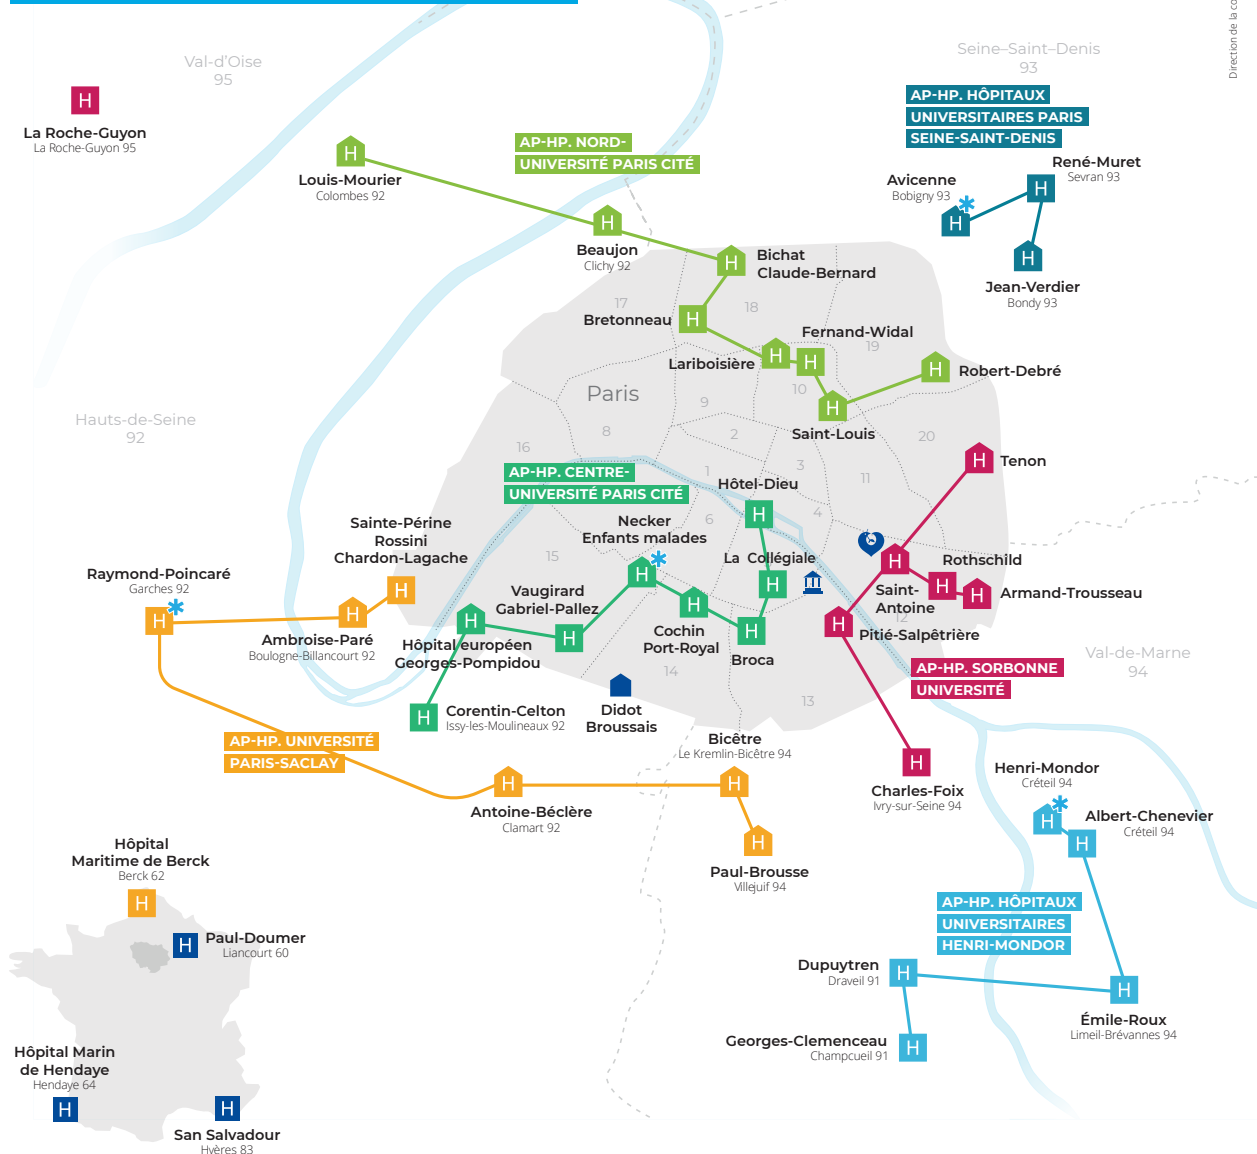 Direction de la co
Val-d'Oise
95
Seine–Saint–Denis
93
H
La Roche-Guyon
La Roche-Guyon 95
AP-HP. HÔPITAUX
UNIVERSITAIRES PARIS
SEINE-SAINT-DENIS
H
Louis-Mourier
Colombes 92
AP-HP. NORD-
UNIVERSITÉ PARIS CITÉ
René-Muret
Sevran 93
H
Avicenne
Bobigny 93
H
H
Jean-Verdier
Bondy 93
H
Beaujon
Clichy 92
H
Bichat
Claude-Bernard
17
18
Bretonneau
H
Fernand-Widal
19
Lariboisière
H
H
H
Robert-Debré
Paris
9
10
H
Saint-Louis
Hauts-de-Seine
92
8
2
20
16
AP-HP. CENTRE-
UNIVERSITÉ PARIS CITÉ
1
3
11
H
Tenon
Hôtel-Dieu
H
4
6
Necker
Enfants malades
H
15
Sainte-Périne
Rossini
Chardon-Lagache
H
La Collégiale
H
H
Rothschild
H
H
Armand-Trousseau
Saint-
Antoine
12
Raymond-Poincaré
Garches 92
H
H
Ambroise-Paré
Boulogne-Billancourt 92
Vaugirard
Gabriel-Pallez
H
H
Hôpital européen
Georges-Pompidou
H
Cochin
Port-Royal
H
Broca
H
Pitié-Salpêtrière
Val-de-Marne
94
AP-HP. SORBONNE
UNIVERSITÉ
14
13
H
Corentin-Celton
Issy-les-Moulineaux 92
Didot
Broussais
AP-HP. UNIVERSITÉ
PARIS-SACLAY
Bicêtre
Le Kremlin-Bicêtre 94
H
H
Antoine-Béclère
Clamart 92
H
Charles-Foix
Ivry-sur-Seine 94
Henri-Mondor
Créteil 94
H
Albert-Chenevier
Créteil 94
H
H
Paul-Brousse
Villejuif 94
Hôpital
Maritime de Berck
Berck 62
H
AP-HP. HÔPITAUX
UNIVERSITAIRES
HENRI-MONDOR
H
Paul-Doumer
Liancourt 60
Dupuytren
Draveil 91
H
H
Émile-Roux
Limeil-Brévannes 94
Georges-Clemenceau
Champcueil 91
H
Hôpital Marin
de Hendaye
Hendaye 64
H
H
San Salvadour
Hyères 83